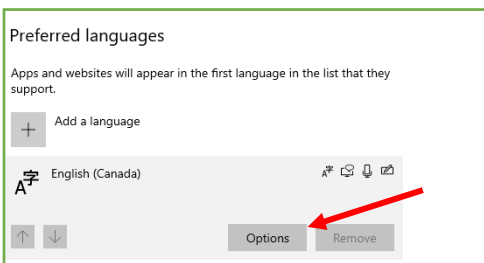 Preferred languages
Apps and websites will appear in the first language in the list that they
support.
Add a language
English (Canada)
Options
Remove